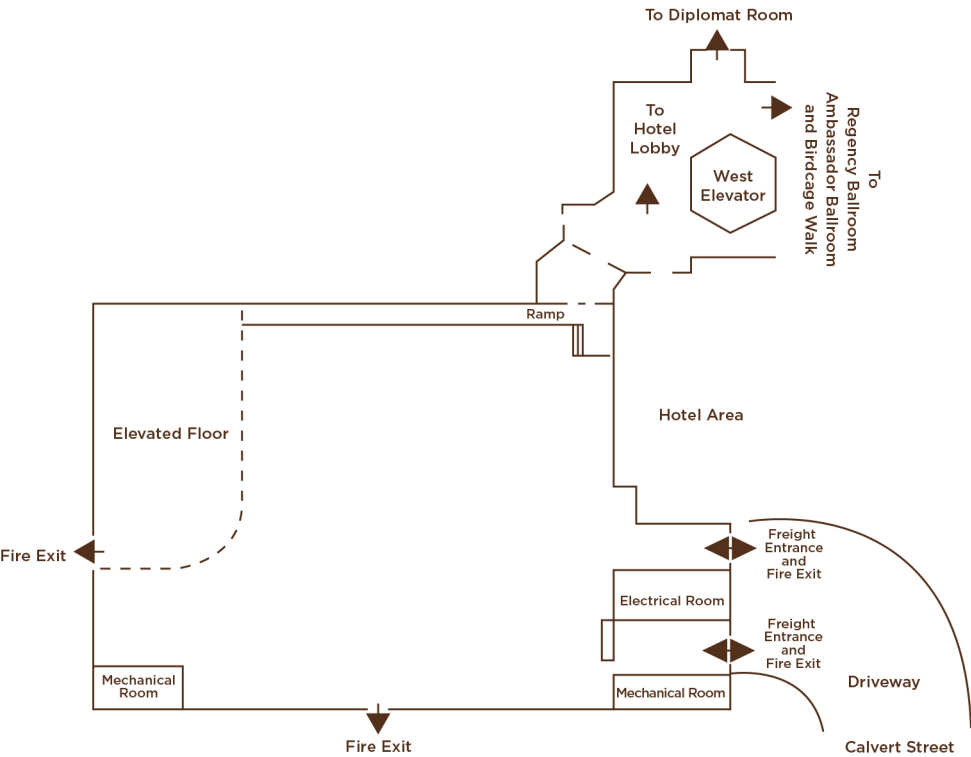 To Diplomat Room
To
Hotel
Lobby
To
Regency Ballroom
Ambassador Ballroom
and Birdcage Walk
West
Elevator
Ramp
Hotel Area
Elevated Floor
Fire Exit
Freight
Entrance
and
Fire Exit
Electrical Room
Freight
Entrance
and
Fire Exit
Mechanical
Room
Mechanical Room
Driveway
Fire Exit
Calvert Street